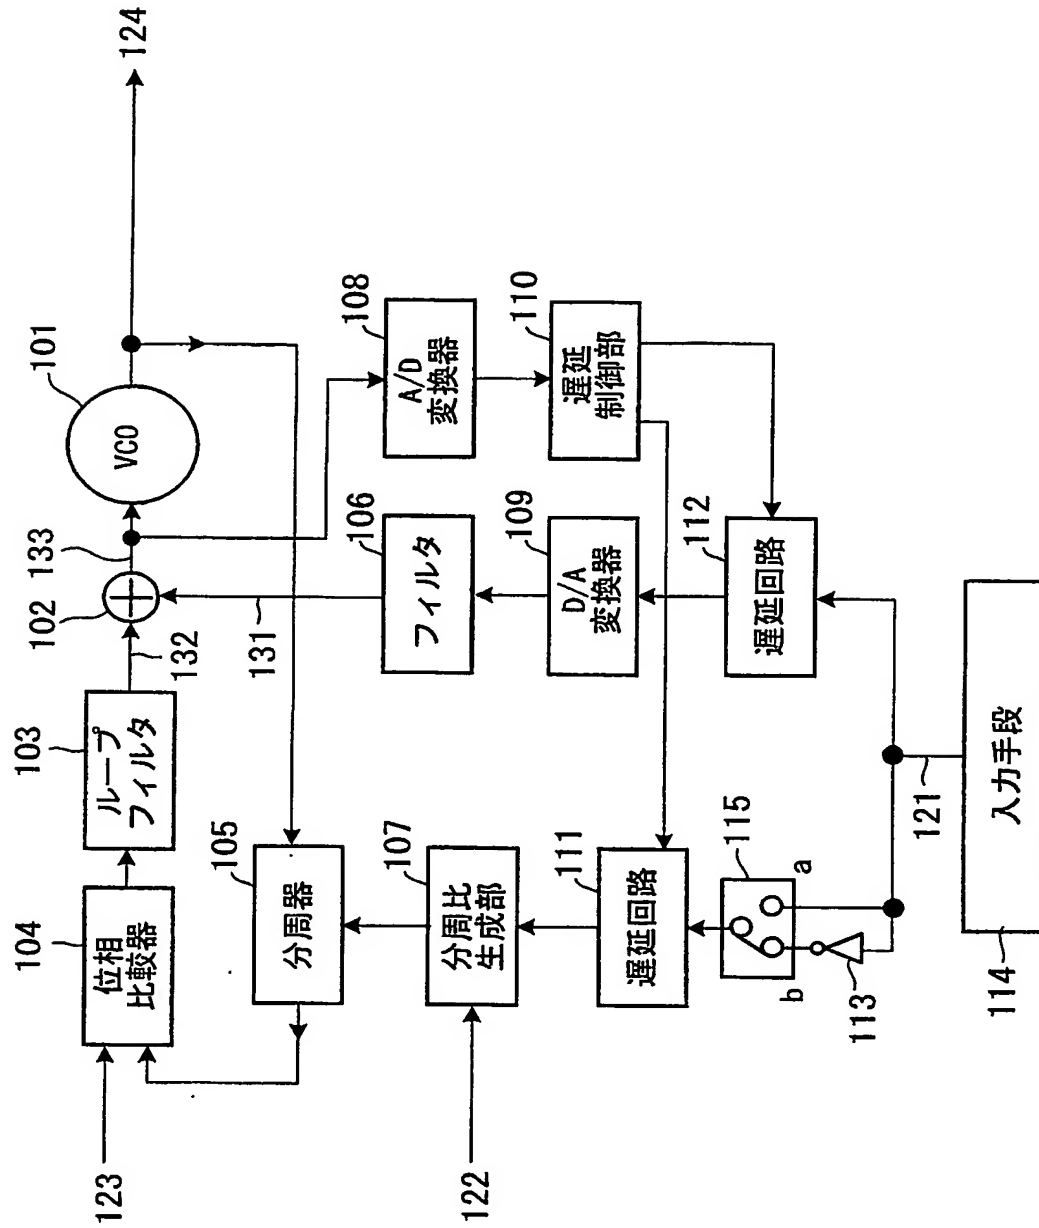 124
101
VCO
133
102
132
103
ループ
フィルタ
104
位相
比較器
123
108
A/D
変換器
110
遅延
制御部
106
フィルタ
131
109
D/A
変換器
112
遅延回路
105
分周器
107
分周比
生成部
122
111
遅延回路
115
a
b
113
121
入力手段
114